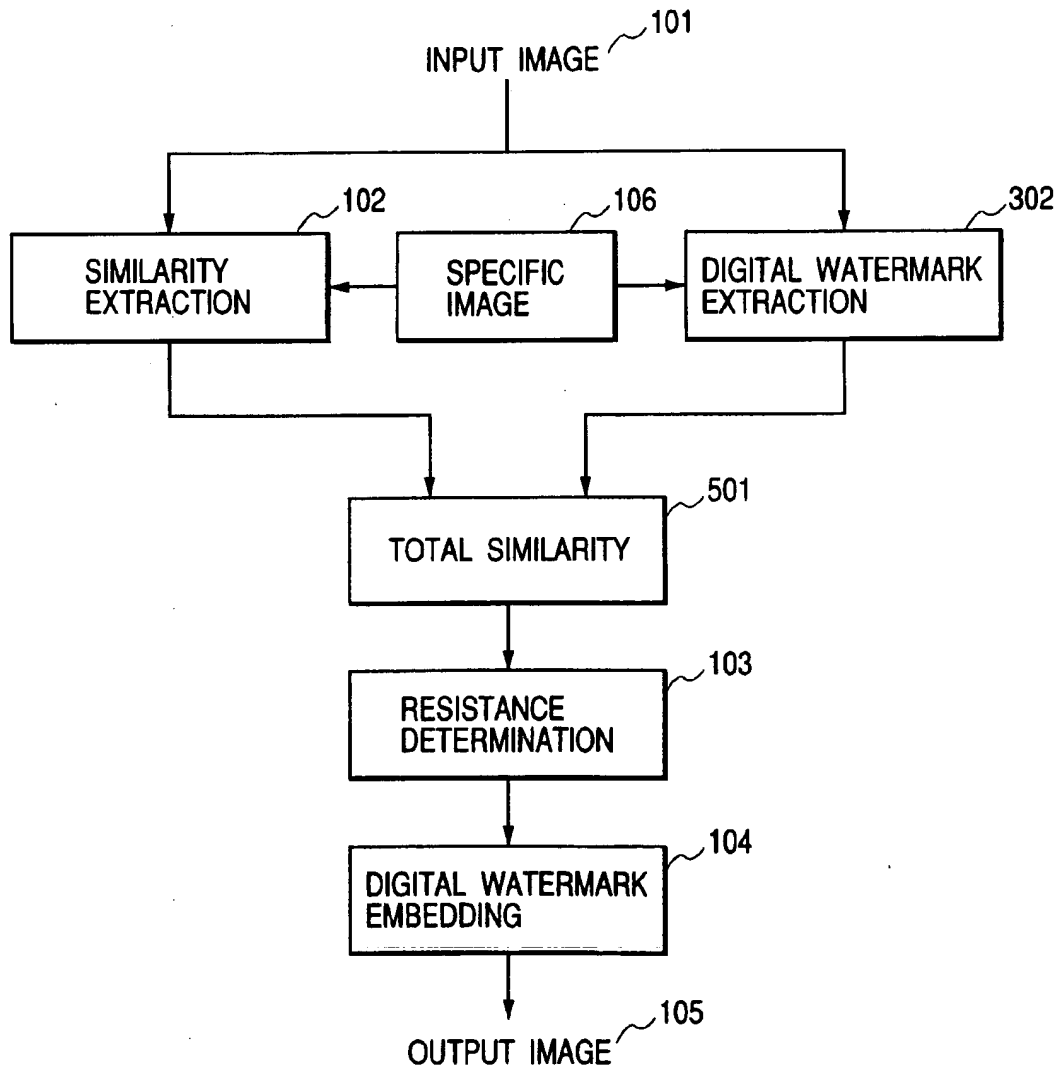 101
INPUT IMAGE
102
106
302
SIMILARITY
EXTRACTION
SPECIFIC
IMAGE
DIGITAL WATERMARK
EXTRACTION
501
TOTAL SIMILARITY
103
RESISTANCE
DETERMINATION
104
DIGITAL WATERMARK
EMBEDDING
105
OUTPUT IMAGE